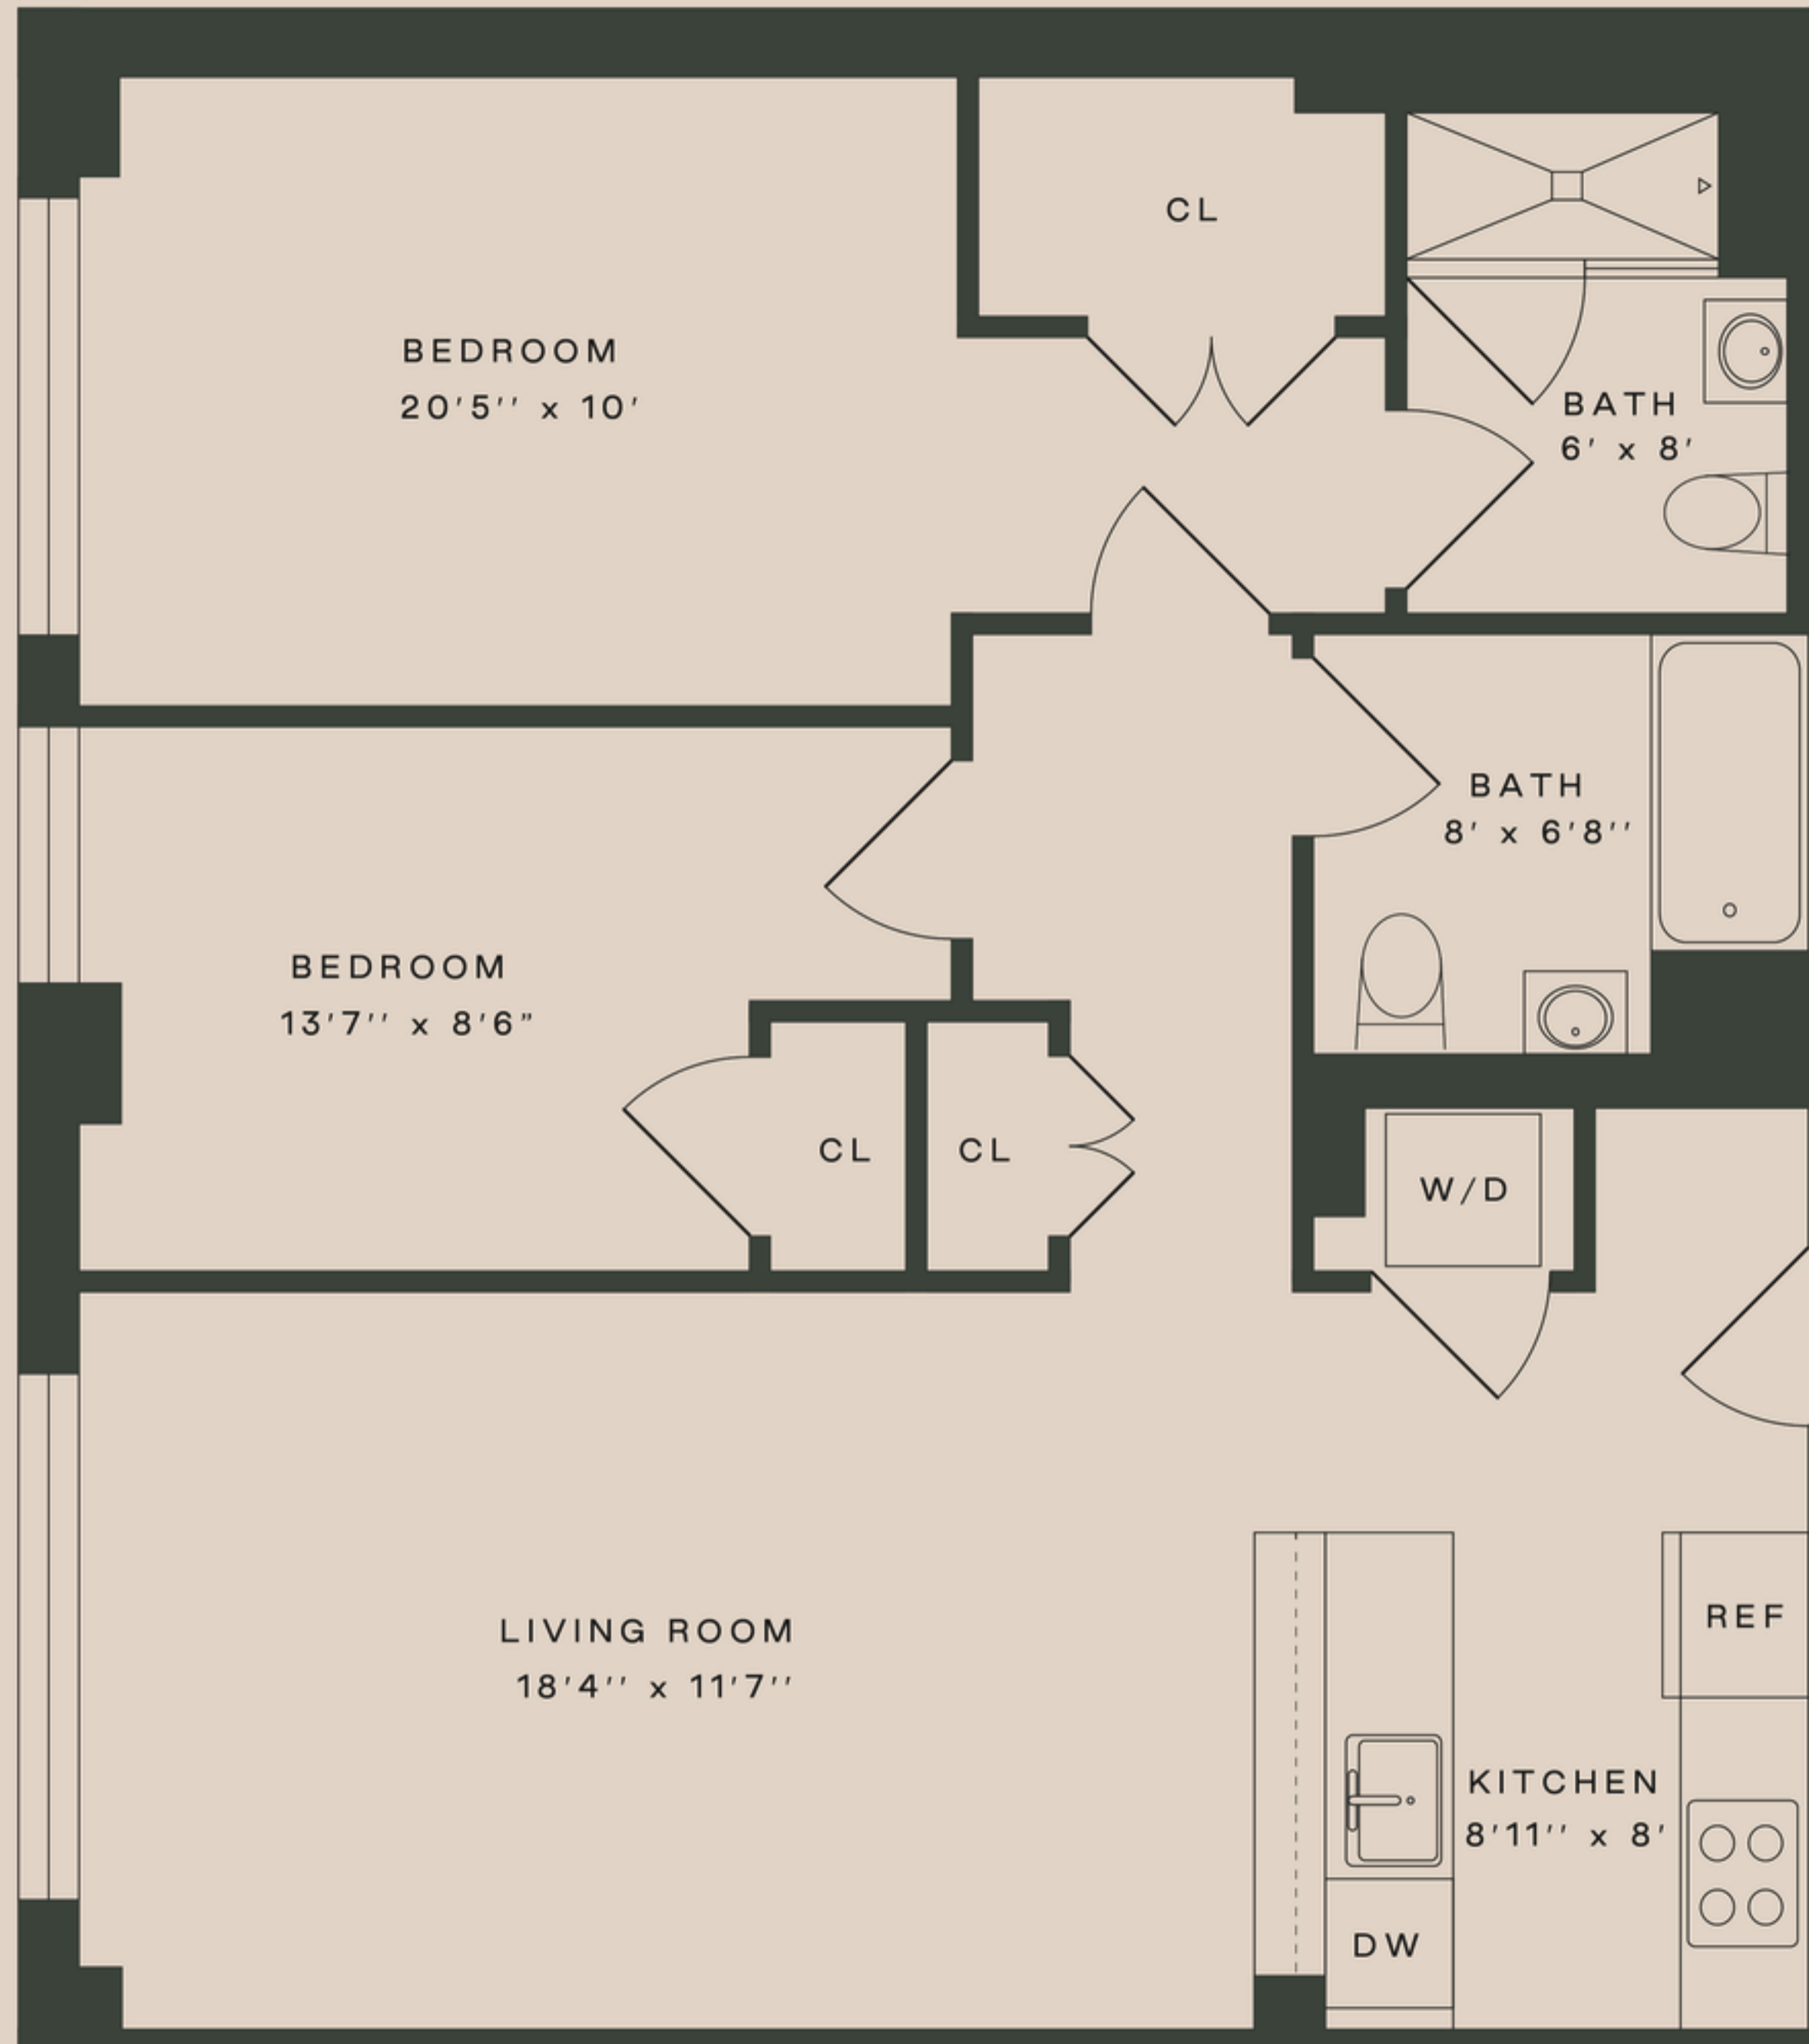 CL
BEDROOM
20'5'' x 10'
BATH
6' x 8'
BATH
8' x 6'8''
BEDROOM
13'7'' x 8'6”
CL
CL
W/D
LIVING ROOM
18'4'' x 11'7''
REF
KITCHEN
8'11'' x 8'
DW